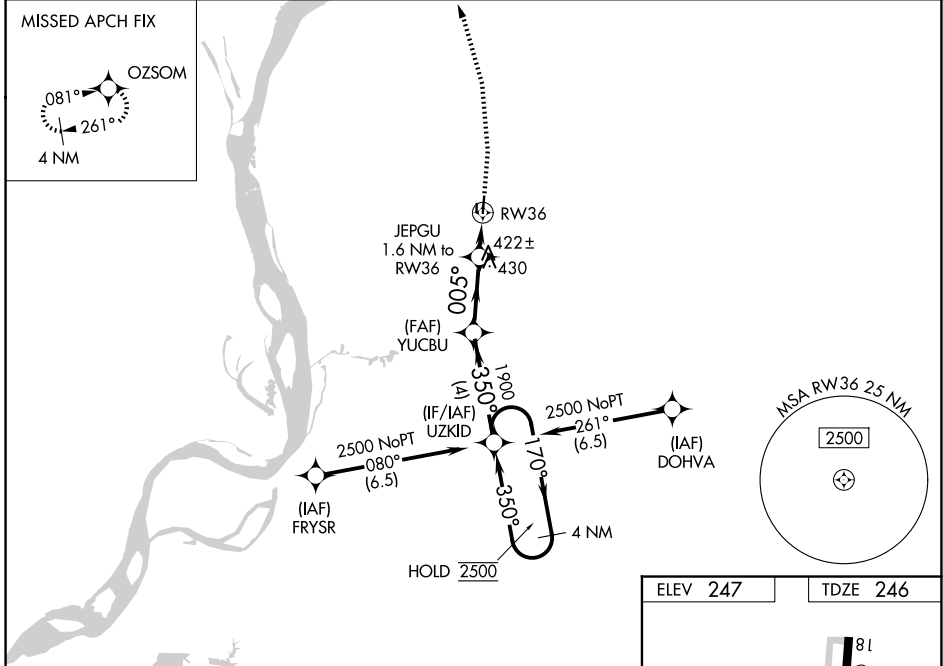 MISSED APCH FIX
OZSOM
081°
261°
4 NM
RW36
JEPGU
1.6 NM to
RW36
422±
430
005°
(FAF)
YUCBU
350°
1900
(4)
(IF/IAF)
UZKID
2500 NoPT
080°
(6.5)
(IAF)
FRYSR
2500 NoPT
261°
(6.5)
(IAF)
DOHVA
170°
350°
4 NM
HOLD 2500
MSA RW36 25 NM
2500
ELEV 247
TDZE 246
18